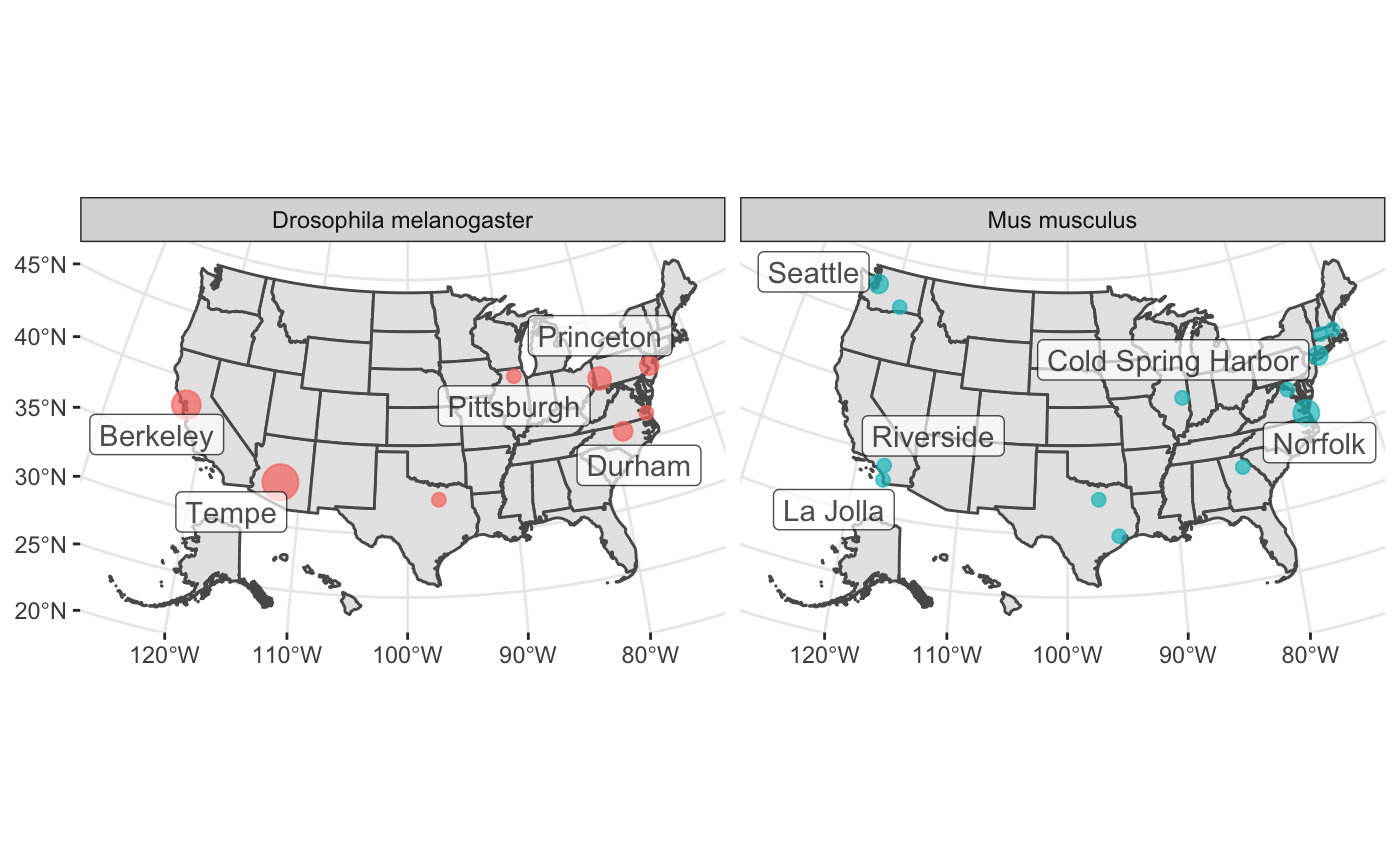 Drosophila melanogaster
Mus musculus
45°N
40°N
35°N
30°N
25°N
20°N
Princeton
Pittsburgh
Berkeley
Durham
Tempe
120°W
110°W
100°W
90°W
80°W
Seattle
Cold Spring Harbor
Riverside
Norfolk
La Jolla
120°W
110°W
100°W
90°W
80°W